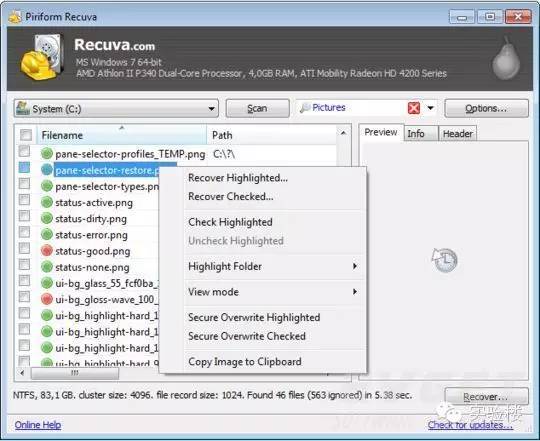 Piriform Recuva
Recuva.com
MS Windows 7 64-bit
AMD Athlon II P340 Dual-Core Processor, 4,0GB RAM, ATI Mobility Radeon HD 4200 Series
System (C:)
Scan
Pictures
Options...
Filename
Path
Preview
Info
Header
pane-selector-profiles_TEMP.png
C:\?\
pane-selector-restore.p
pane-selector-types.pn
status-active.png
status-dirty.png
status-error.png
status-good.png
status-none.png
ui-bg_glass_55_fcf0ba_
ui-bg_gloss-wave_100_
ui-bg_highlight-hard_1
ui-bg_highlight-hard_1
ui-bg_highlight-hard_1
ui-bg_highlight-hard_1
Recover Highlighted...
Recover Checked...
Check Highlighted
Uncheck Highlighted
Highlight Folder
View mode
Secure Overwrite Highlighted
Secure Overwrite Checked
Copy Image to Clipboard
NTFS, 83,1 GB. cluster size: 4096. file record size: 1024. Found 46 files (563 ignored) in 5.38 sec.
Recover...
Online Help
Check for updates...
实验楼